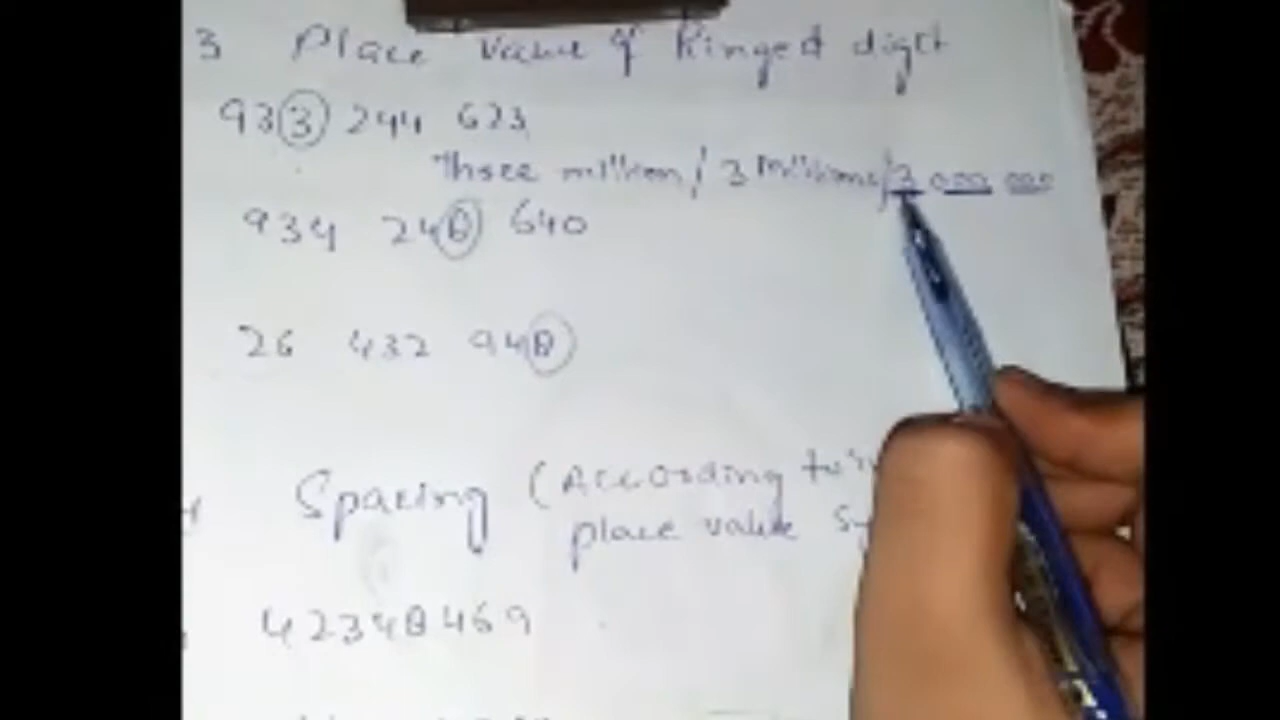 3 Place value of Ringed digit
933 244 623
Three million / 3 Millions / 3 000 000
934 248 640
26 432 948
Spacing (According to
place value
42348469